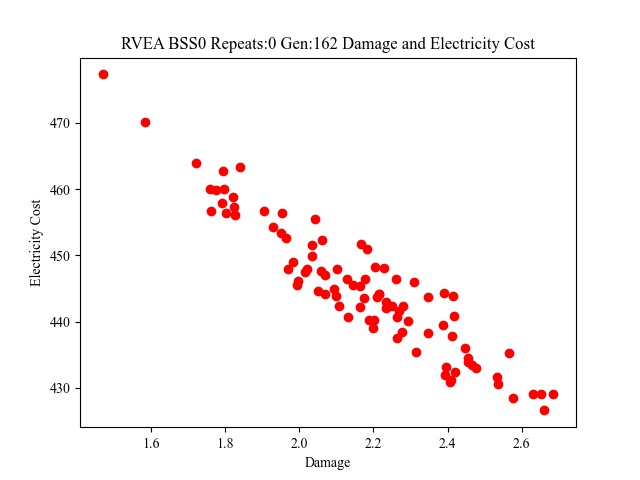 RVEA BSS0 Repeats:0 Gen:162 Damage and Electricity Cost
Electricity Cost
470
460
450
440
430
1.6 1.8 2.0 2.2 2.4 2.6
Damage